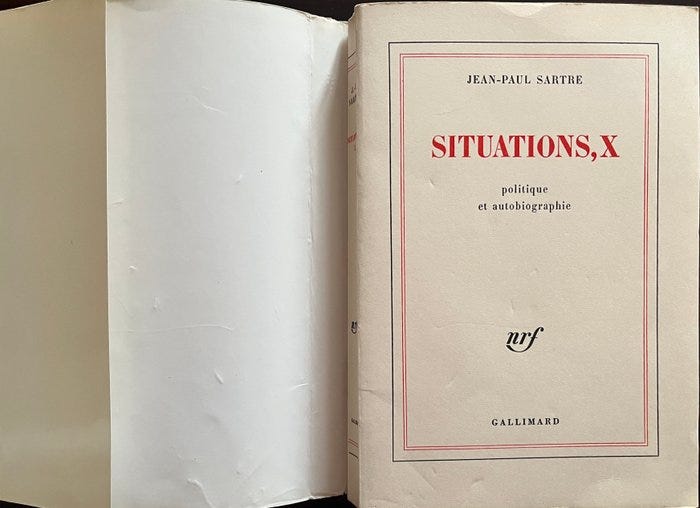 JEAN-PAUL SARTRE
SITUATIONS, X
politique
et autobiographie
nrf
GALLIMARD